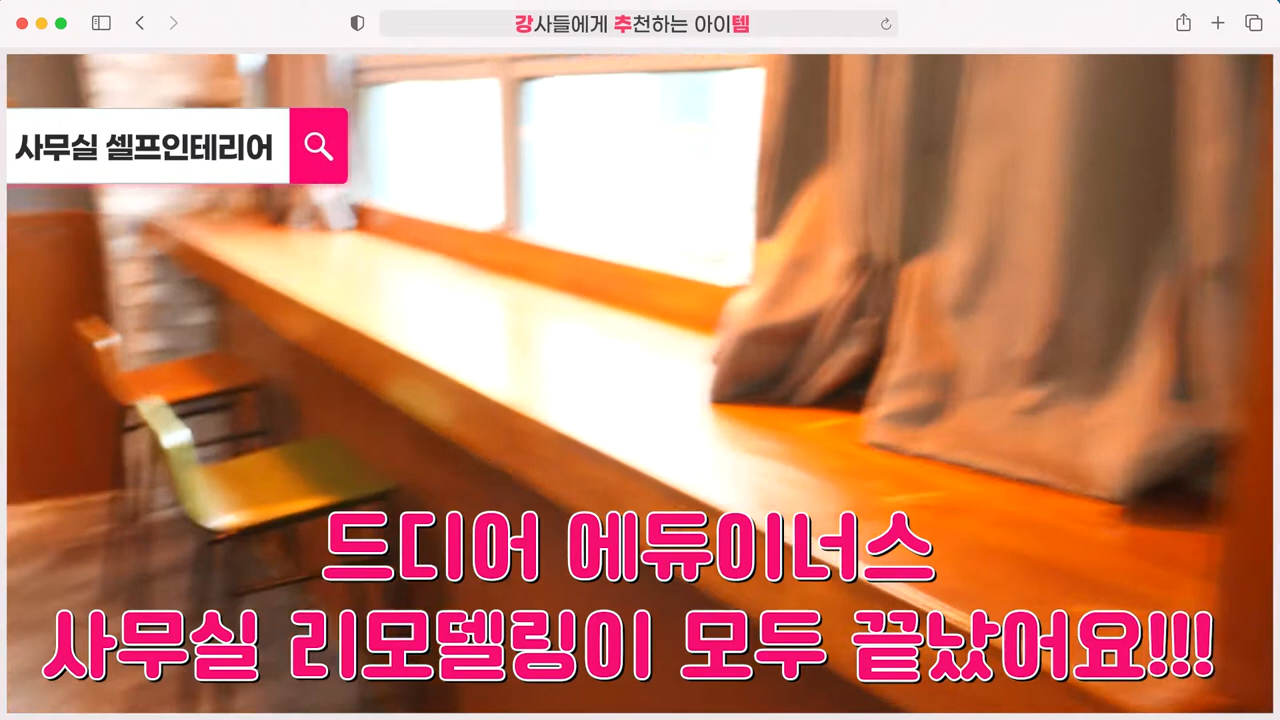 강사들에게 추천하는 아이템
사무실 셀프인테리어
드디어 에듀이너스
사무실 리모델링이 모두 끝났어요!!!